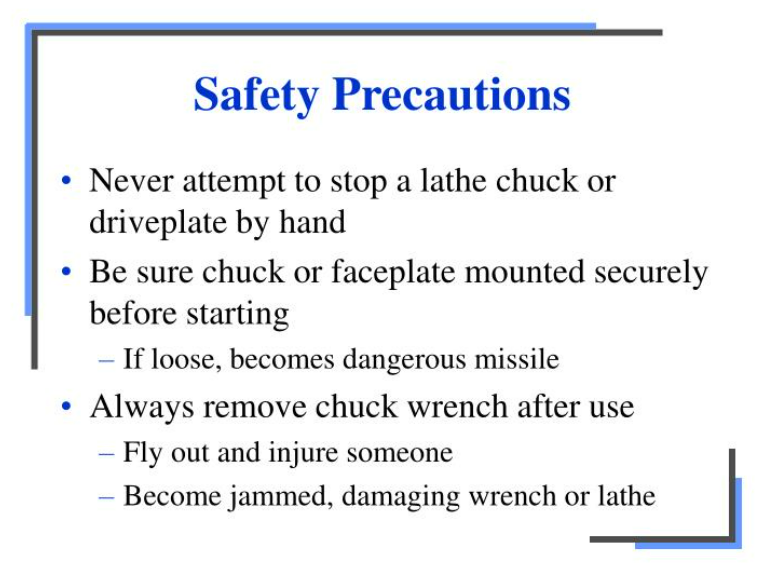 Safety Precautions
• Never attempt to stop a lathe chuck or
driveplate by hand
• Be sure chuck or faceplate mounted securely
before starting
– If loose, becomes dangerous missile
• Always remove chuck wrench after use
– Fly out and injure someone
– Become jammed, damaging wrench or lathe